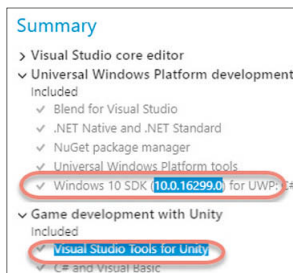 Summary
Visual Studio core editor
Universal Windows Platform development
Included
Blend for Visual Studio
.NET Native and .NET Standard
NuGet package manager
Universal Windows Platform tools
Windows 10 SDK (10.0.16299.0) for UWP: C#
Game development with Unity
Included
Visual Studio Tools for Unity
C# and Visual Basic